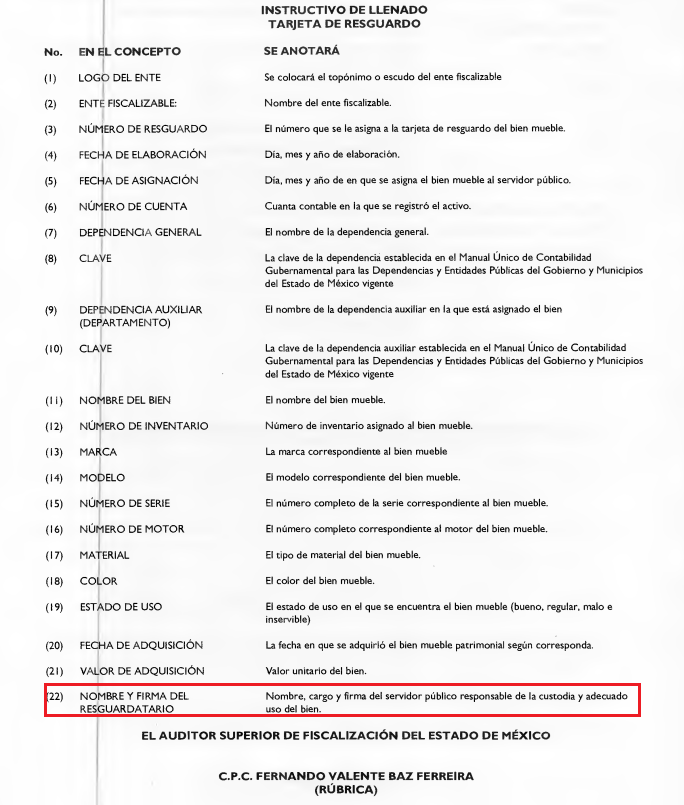 INSTRUCTIVO DE LLENADO
TARJETA DE RESGUARDO
No. EN EL CONCEPTO SE ANOTARÁ
(1) LOGO DEL ENTE Se colocará el topónimo o escudo del ente fiscalizable
(2) ENTE FISCALIZABLE: Nombre del ente fiscalizable.
(3) NÚMERO DE RESGUARDO El número que se le asigna a la tarjeta de resguardo del bien mueble.
(4) FECHA DE ELABORACIÓN Día, mes y año de elaboración.
(5) FECHA DE ASIGNACIÓN Día, mes y año de en que se asigna el bien mueble al servidor público.
(6) NÚMERO DE CUENTA Cuanta contable en la que se registró el activo.
(7) DEPENDENCIA GENERAL El nombre de la dependencia general.
(8) CLAVE La clave de la dependencia establecida en el Manual Único de Contabilidad
Gubernamental para las Dependencias y Entidades Públicas del Gobierno y Municipios
del Estado de México vigente
(9) DEPENDENCIA AUXILIAR El nombre de la dependencia auxiliar en la que está asignado el bien
(DEPARTAMENTO)
(10) CLAVE La clave de la dependencia auxiliar establecida en el Manual Único de Contabilidad
Gubernamental para las Dependencias y Entidades Públicas del Gobierno y Municipios
del Estado de México vigente
(11) NOMBRE DEL BIEN El nombre del bien mueble.
(12) NÚMERO DE INVENTARIO Número de inventario asignado al bien mueble.
(13) MARCA La marca correspondiente al bien mueble
(14) MODELO El modelo correspondiente del bien mueble.
(15) NÚMERO DE SERIE El número completo de la serie correspondiente al bien mueble.
(16) NÚMERO DE MOTOR El número completo correspondiente al motor del bien mueble.
(17) MATERIAL El tipo de material del bien mueble.
(18) COLOR El color del bien mueble.
(19) ESTADO DE USO El estado de uso en el que se encuentra el bien mueble (bueno, regular, malo e
inservible)
(20) FECHA DE ADQUISICIÓN La fecha en que se adquirió el bien mueble patrimonial según corresponda.
(21) VALOR DE ADQUISICIÓN Valor unitario del bien.
(22) NOMBRE Y FIRMA DEL Nombre, cargo y firma del servidor público responsable de la custodia y adecuado
RESGUARDATARIO uso del bien.
EL AUDITOR SUPERIOR DE FISCALIZACIÓN DEL ESTADO DE MÉXICO
C.P.C. FERNANDO VALENTE BAZ FERREIRA
(RÚBRICA)